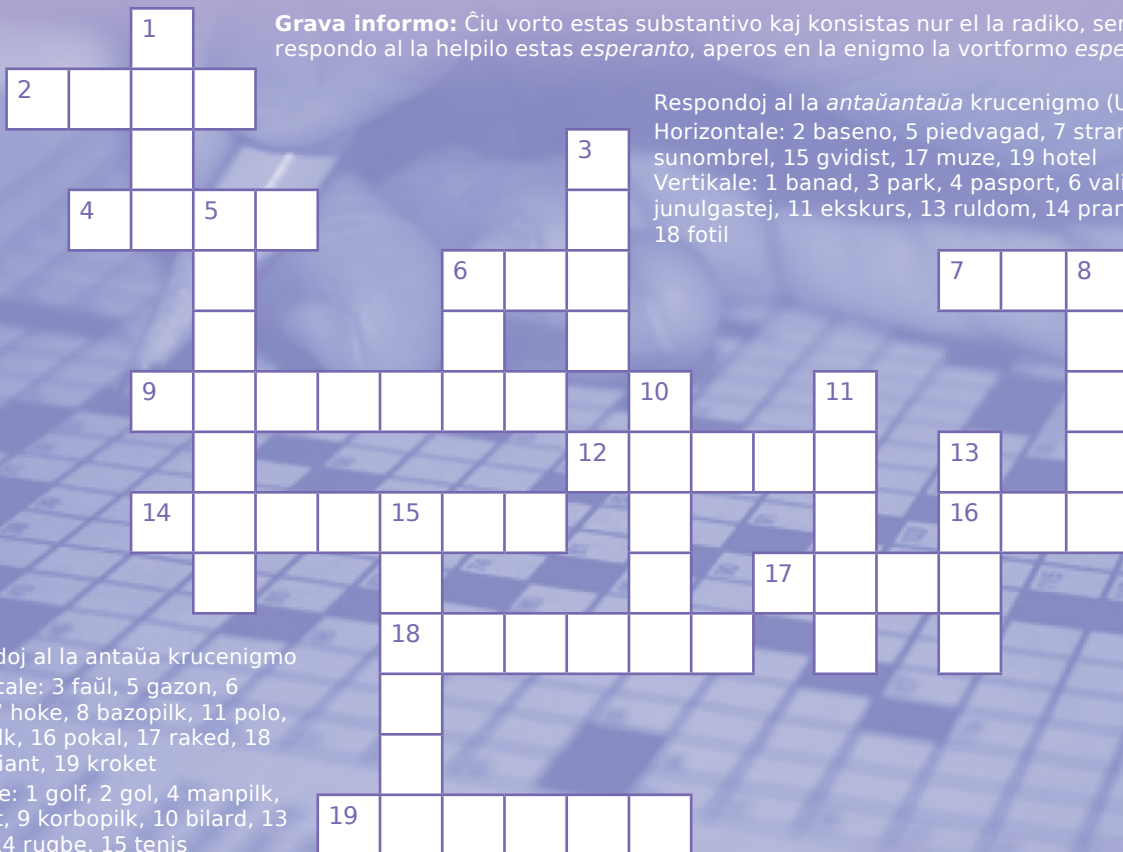 Grava informo: Ĉiu vorto estas substantivo kaj konsistas nur el la radiko, sen
respondo al la helpilo estas esperanto, aperos en la enigmo la vortformo espe
Respondoj al la antaŭantaŭa krucenigmo (U
Horizontale: 2 baseno, 5 piedvagad, 7 stran
sunombrel, 15 gvidist, 17 muze, 19 hotel
Vertikale: 1 banad, 3 park, 4 pasport, 6 vali
junulgastej, 11 ekskurs, 13 ruldom, 14 pran
18 fotil
1
2
3
4 5
6
7 8
9
10
11
12
13
14 15
16
17
18
19
doj al la antaŭa krucenigmo
tale: 3 faŭl, 5 gazon, 6
7 hoke, 8 bazopilk, 11 polo,
lk, 16 pokal, 17 raked, 18
iant, 19 kroket
e: 1 golf, 2 gol, 4 manpilk,
t, 9 korbopilk, 10 bilard, 13
4 rugbe, 15 tenis